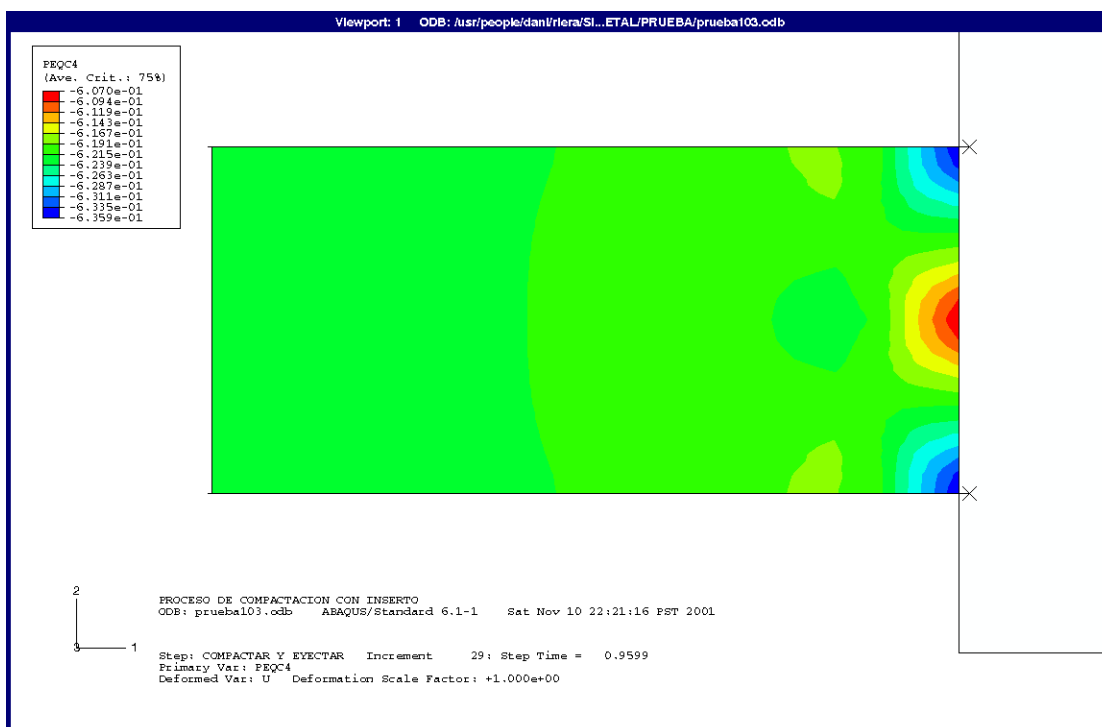 Viewport: 1 ODB: /usr/people/dani/riera/SI...ETAL/PRUEBA/prueba103.odb
PEQC4
(Ave. Crit.: 75%)
-6.070e-01
-6.094e-01
-6.119e-01
-6.143e-01
-6.167e-01
-6.191e-01
-6.215e-01
-6.239e-01
-6.263e-01
-6.287e-01
-6.311e-01
-6.335e-01
-6.359e-01
2
3 1
PROCESO DE COMPACTACION CON INSERTO
ODB: prueba103.odb ABAQUS/Standard 6.1-1 Sat Nov 10 22:21:16 PST 2001
Step: COMPACTAR Y EYECTAR Increment 29: Step Time = 0.9599
Primary Var: PEQC4
Deformed Var: U Deformation Scale Factor: +1.000e+00